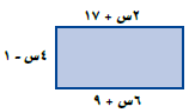 ٢س + ١٧
٤س - ١
٦س + ٩